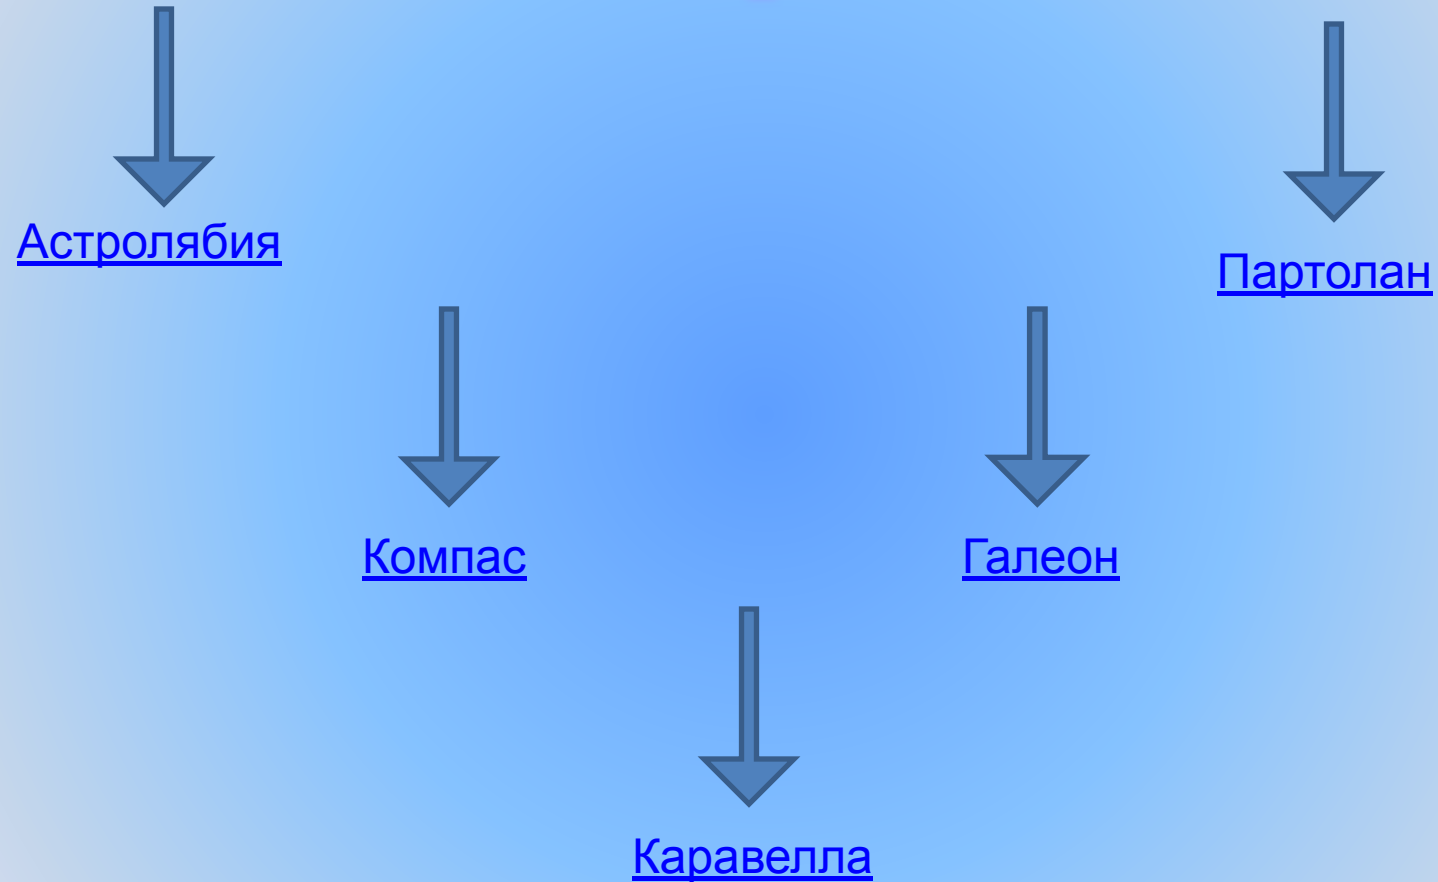 Астролябия
Партолан
Компас
Галеон
Каравелла